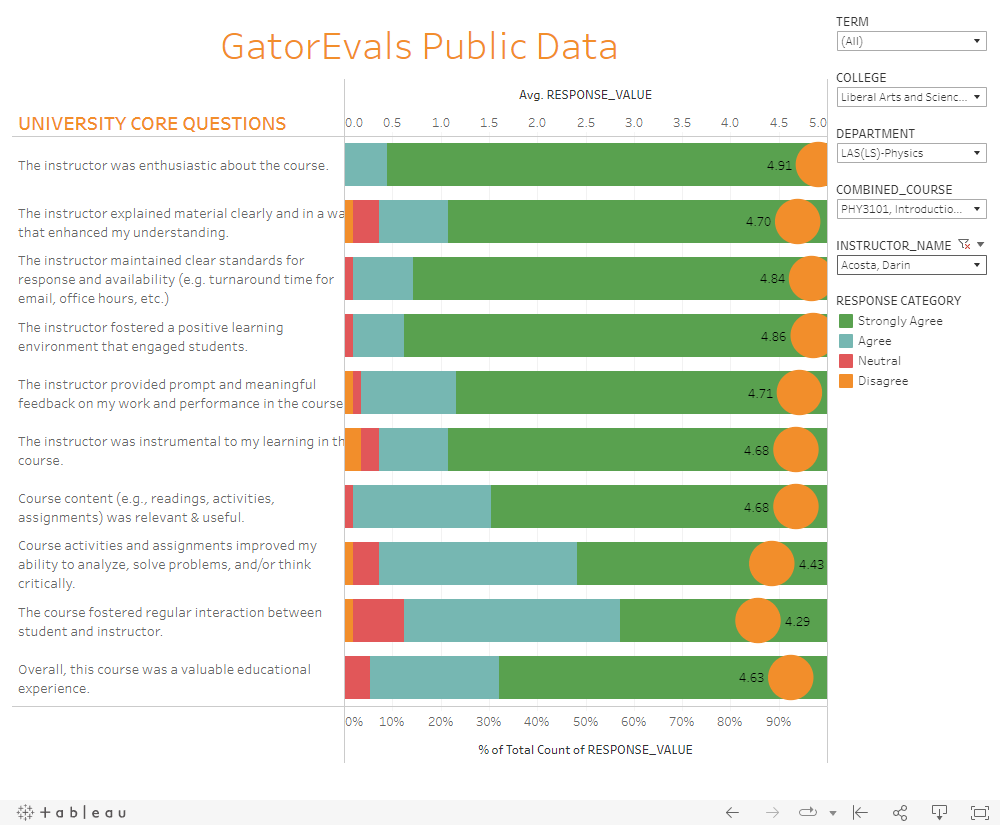 GatorEvals Public Data
UNIVERSITY CORE QUESTIONS
Avg. RESPONSE_VALUE
0.0 0.5 1.0 1.5 2.0 2.5 3.0 3.5 4.0 4.5 5.0
The instructor was enthusiastic about the course.
4.91
The instructor explained material clearly and in a wa
that enhanced my understanding.
4.70
The instructor maintained clear standards for
response and availability (e.g. turnaround time for
email, office hours, etc.)
4.84
The instructor fostered a positive learning
environment that engaged students.
4.86
The instructor provided prompt and meaningful
feedback on my work and performance in the course
4.71
The instructor was instrumental to my learning in th
course.
4.68
Course content (e.g., readings, activities,
assignments) was relevant & useful.
4.68
Course activities and assignments improved my
ability to analyze, solve problems, and/or think
critically.
4.43
The course fostered regular interaction between
student and instructor.
4.29
Overall, this course was a valuable educational
experience.
4.63
0% 10% 20% 30% 40% 50% 60% 70% 80% 90%
% of Total Count of RESPONSE_VALUE
TERM
(All)
COLLEGE
Liberal Arts and Scienc...
DEPARTMENT
LAS(LS)-Physics
COMBINED_COURSE
PHY3101, Introductio...
INSTRUCTOR_NAME
Acosta, Darin
RESPONSE CATEGORY
Strongly Agree
Agree
Neutral
Disagree
+ableau